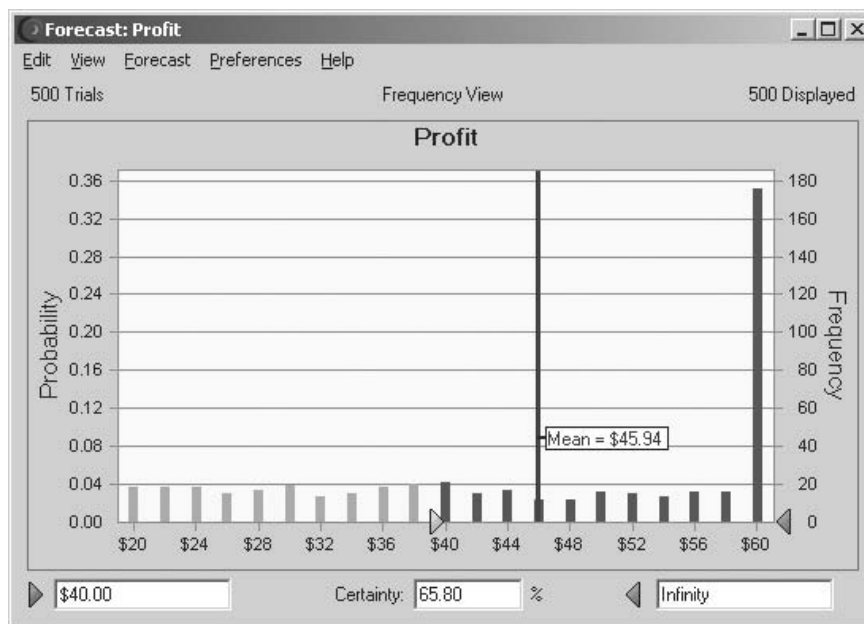 Forecast: Profit
Edit View Forecast Preferences Help
500 Trials Frequency View 500 Displayed
Profit
0.36 180
0.32 160
0.28 140
0.24 120
0.20 100
0.16 80
0.12 60
0.08 40
0.04 20
0.00 0
Probability
Frequency
Mean = $45.94
$20 $24 $28 $32 $36 $40 $44 $48 $52 $56 $60
$40.00 Certainty: 65.80 % Infinity